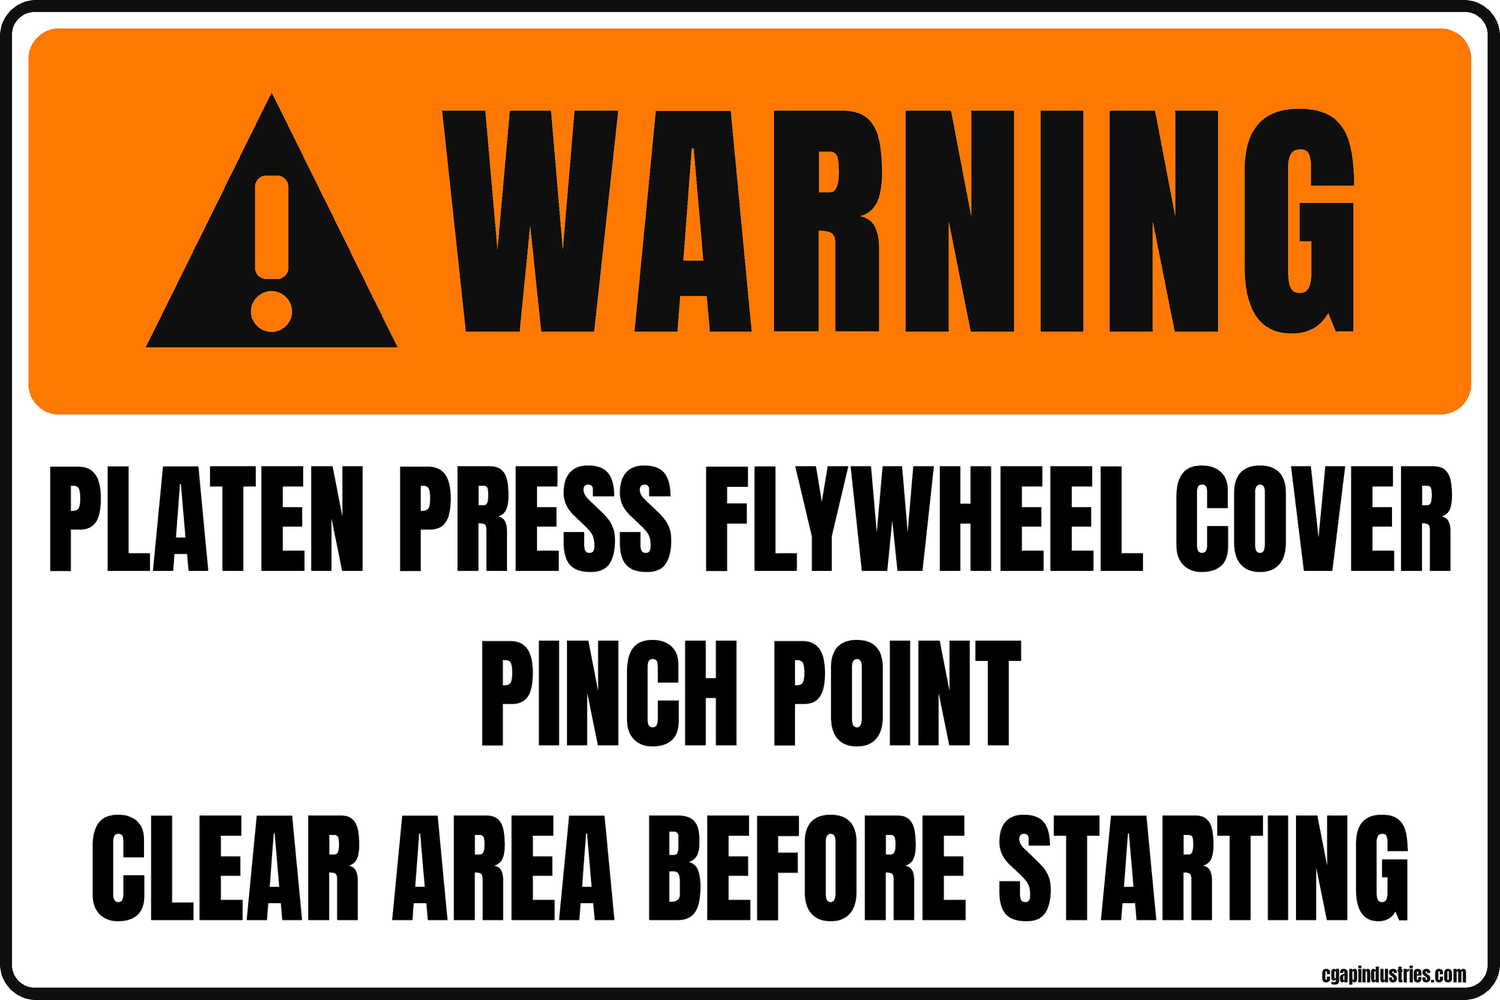 WARNING
PLATEN PRESS FLYWHEEL COVER
PINCH POINT
CLEAR AREA BEFORE STARTING
cgapindustries.com